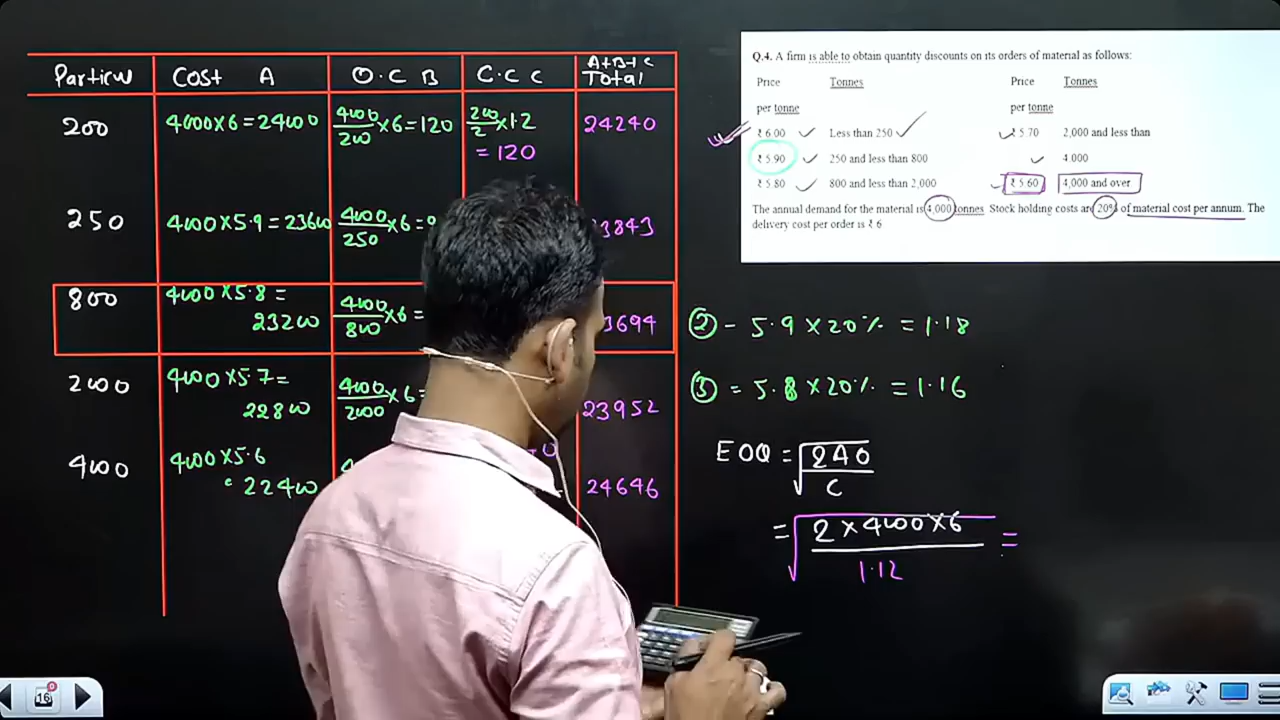 Particu
Cost A
O.C B
C.C C
A+B+C
Total
200
4000×6=24000
4000/200×6=120
200/2×1.2
=120
24240
250
4000×5.9=23600
4000/250×6=9
3843
800
4000×5.8=
23200
4000/800×6=
3694
2000
4000×5.7=
22800
4000/2000×6=
23952
4000
4000×5.6
22400
24646
Q.4. A firm is able to obtain quantity discounts on its orders of material as follows:
Price Tonnes Price Tonnes
per tonne per tonne
₹ 6.00 Less than 250 ₹ 5.70 2,000 and less than
₹ 5.90 250 and less than 800 4.000
₹ 5.80 800 and less than 2,000 ₹ 5.60 4,000 and over
The annual demand for the material is 4,000 tonnes. Stock holding costs are 20% of material cost per annum. The
delivery cost per order is ₹ 6
② - 5.9 × 20% = 1.18
③ = 5.8 × 20% = 1.16
EOQ = √2AO/C
= √2×4000×6/1.12 =
16